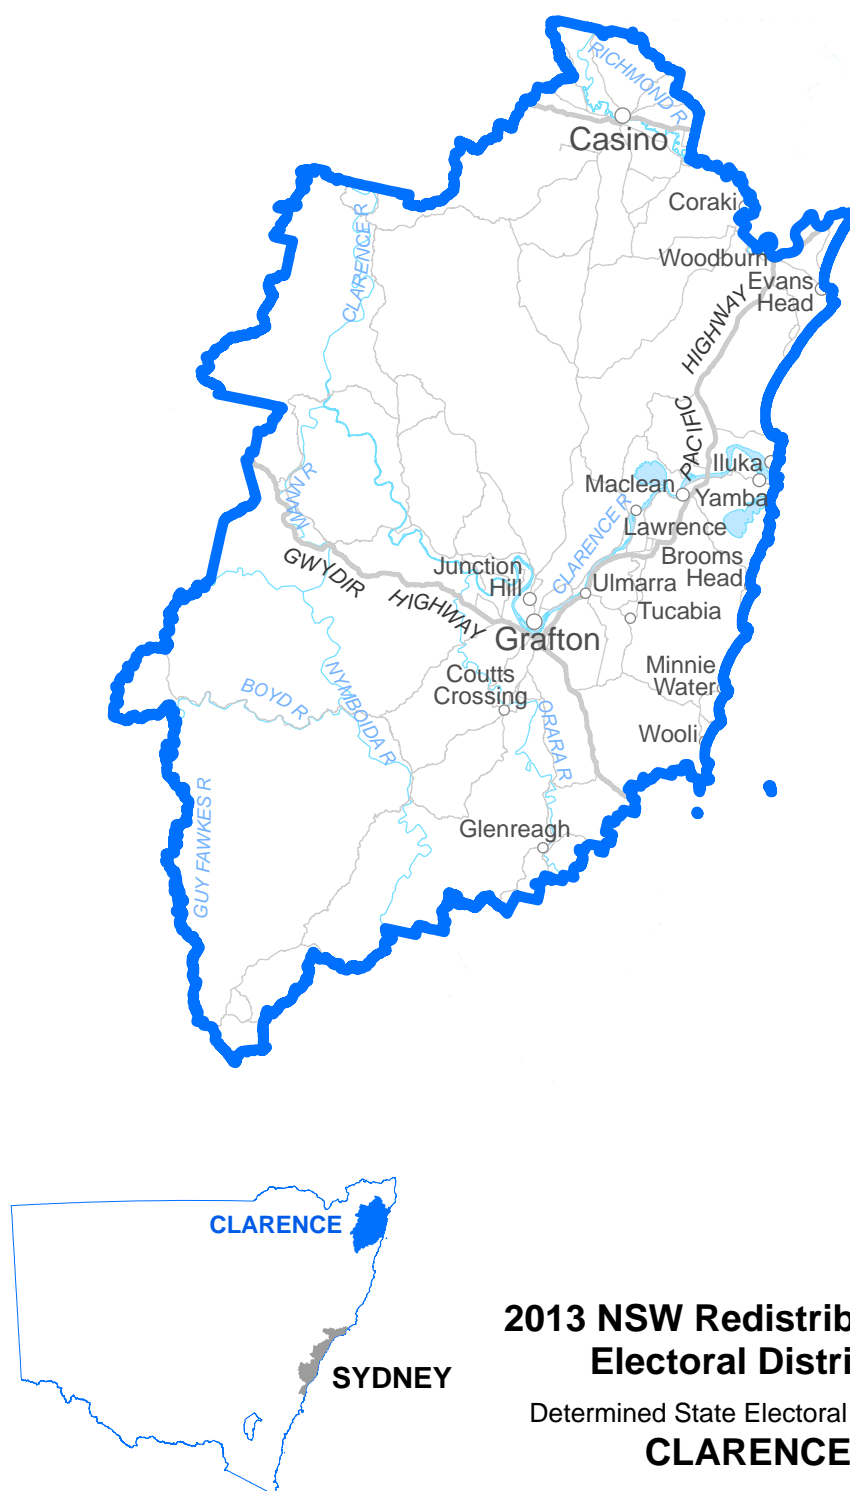 RICHMOND R
Casino
Coraki
CLARENCE R
Woodburn
Evans
Head
PACIFIC HIGHWAY
Iluka
Maclean
Yamba
MANN R
Lawrence
CLARENCE R
Brooms
Head
Junction
Hill
GWYDIR HIGHWAY
Ulmarra
Tucabia
Grafton
Minnie
Water
Coutts
Crossing
BOYD R
NYMBOIDA R
ORARA R
Wooli
GUY FAWKES R
Glenreagh
CLARENCE
SYDNEY
2013 NSW Redistrib
Electoral Distri
Determined State Electoral
CLARENCE